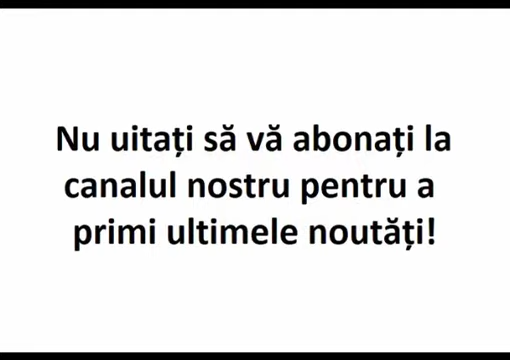 Nu uitați să vă abonați la
canalul nostru pentru a
primi ultimele noutăți!